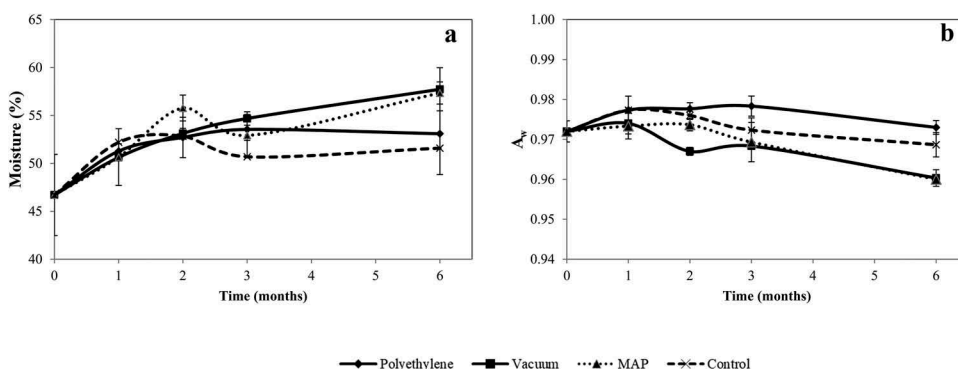 a
65
60
55
50
45
40
Moisture (%)
0 1 2 3 4 5 6
Time (months)
b
1.00
0.99
0.98
0.97
0.96
0.95
0.94
Aw
0 1 2 3 4 5 6
Time (months)
Polyethylene Vacuum MAP Control